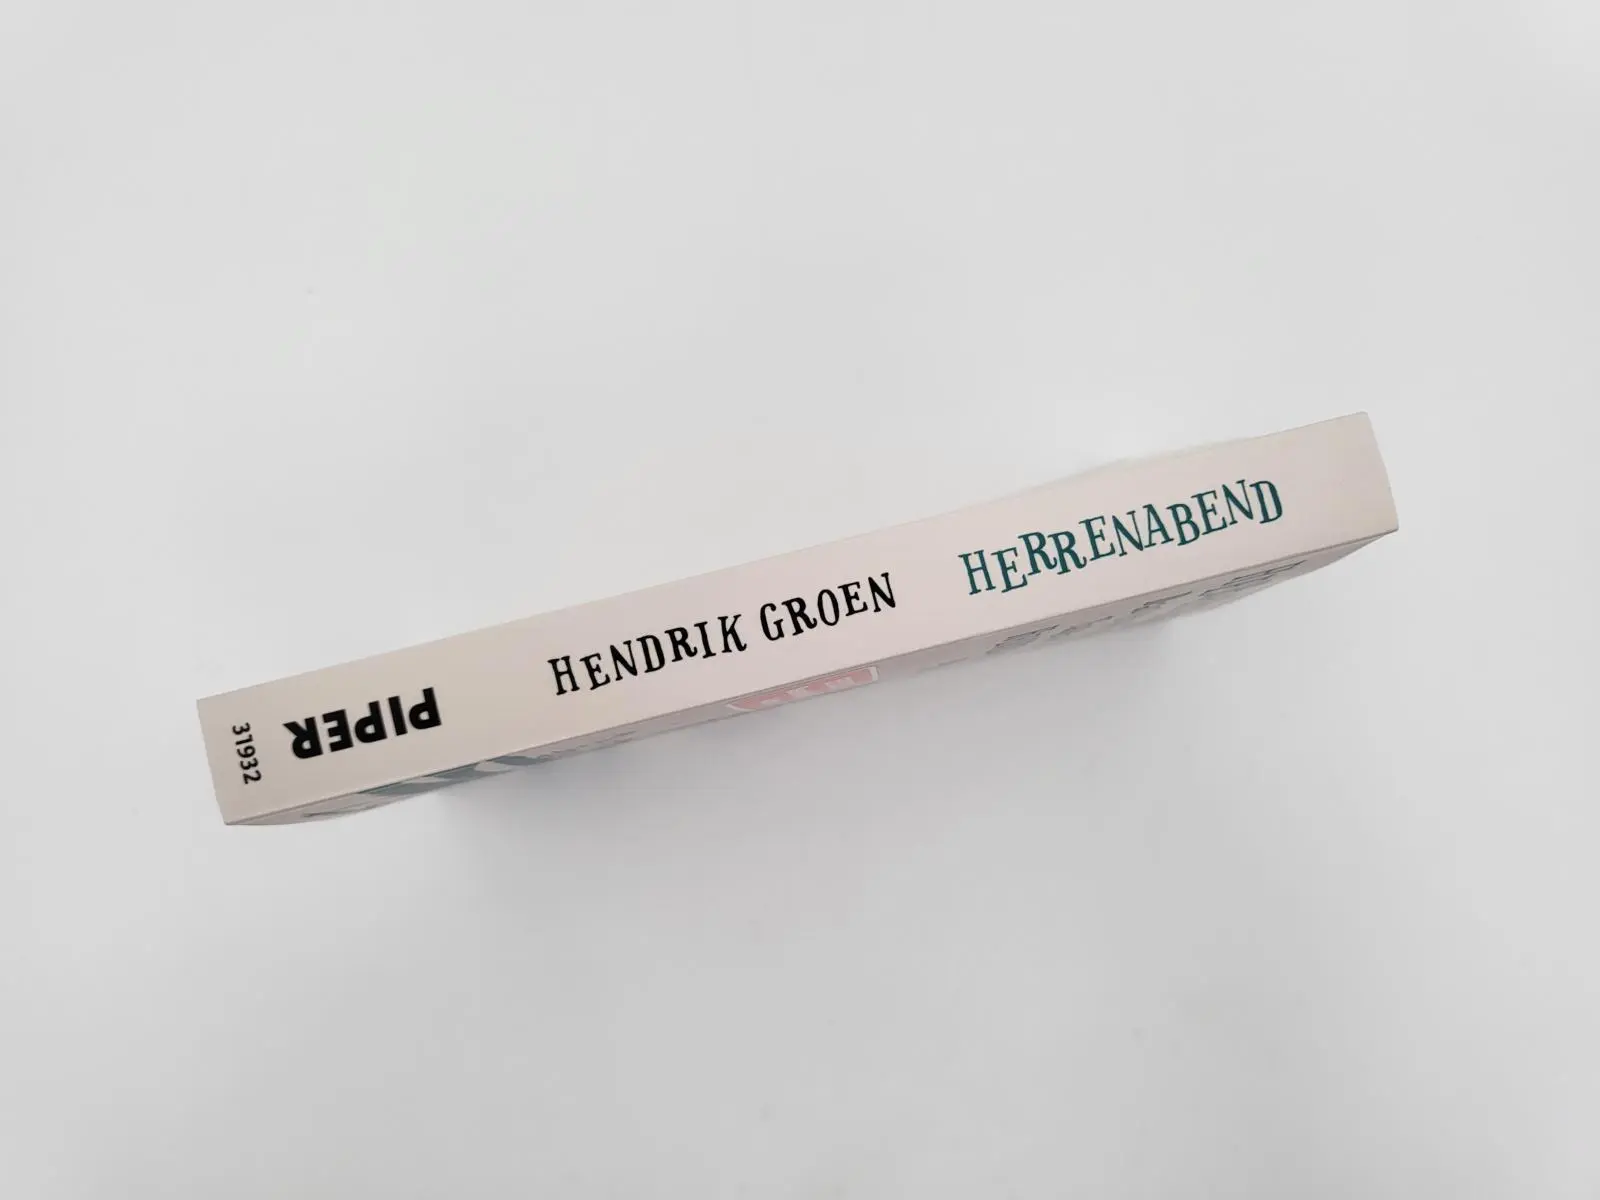 HENDRIK GROEN
HERRENABEND
PIPER
31932